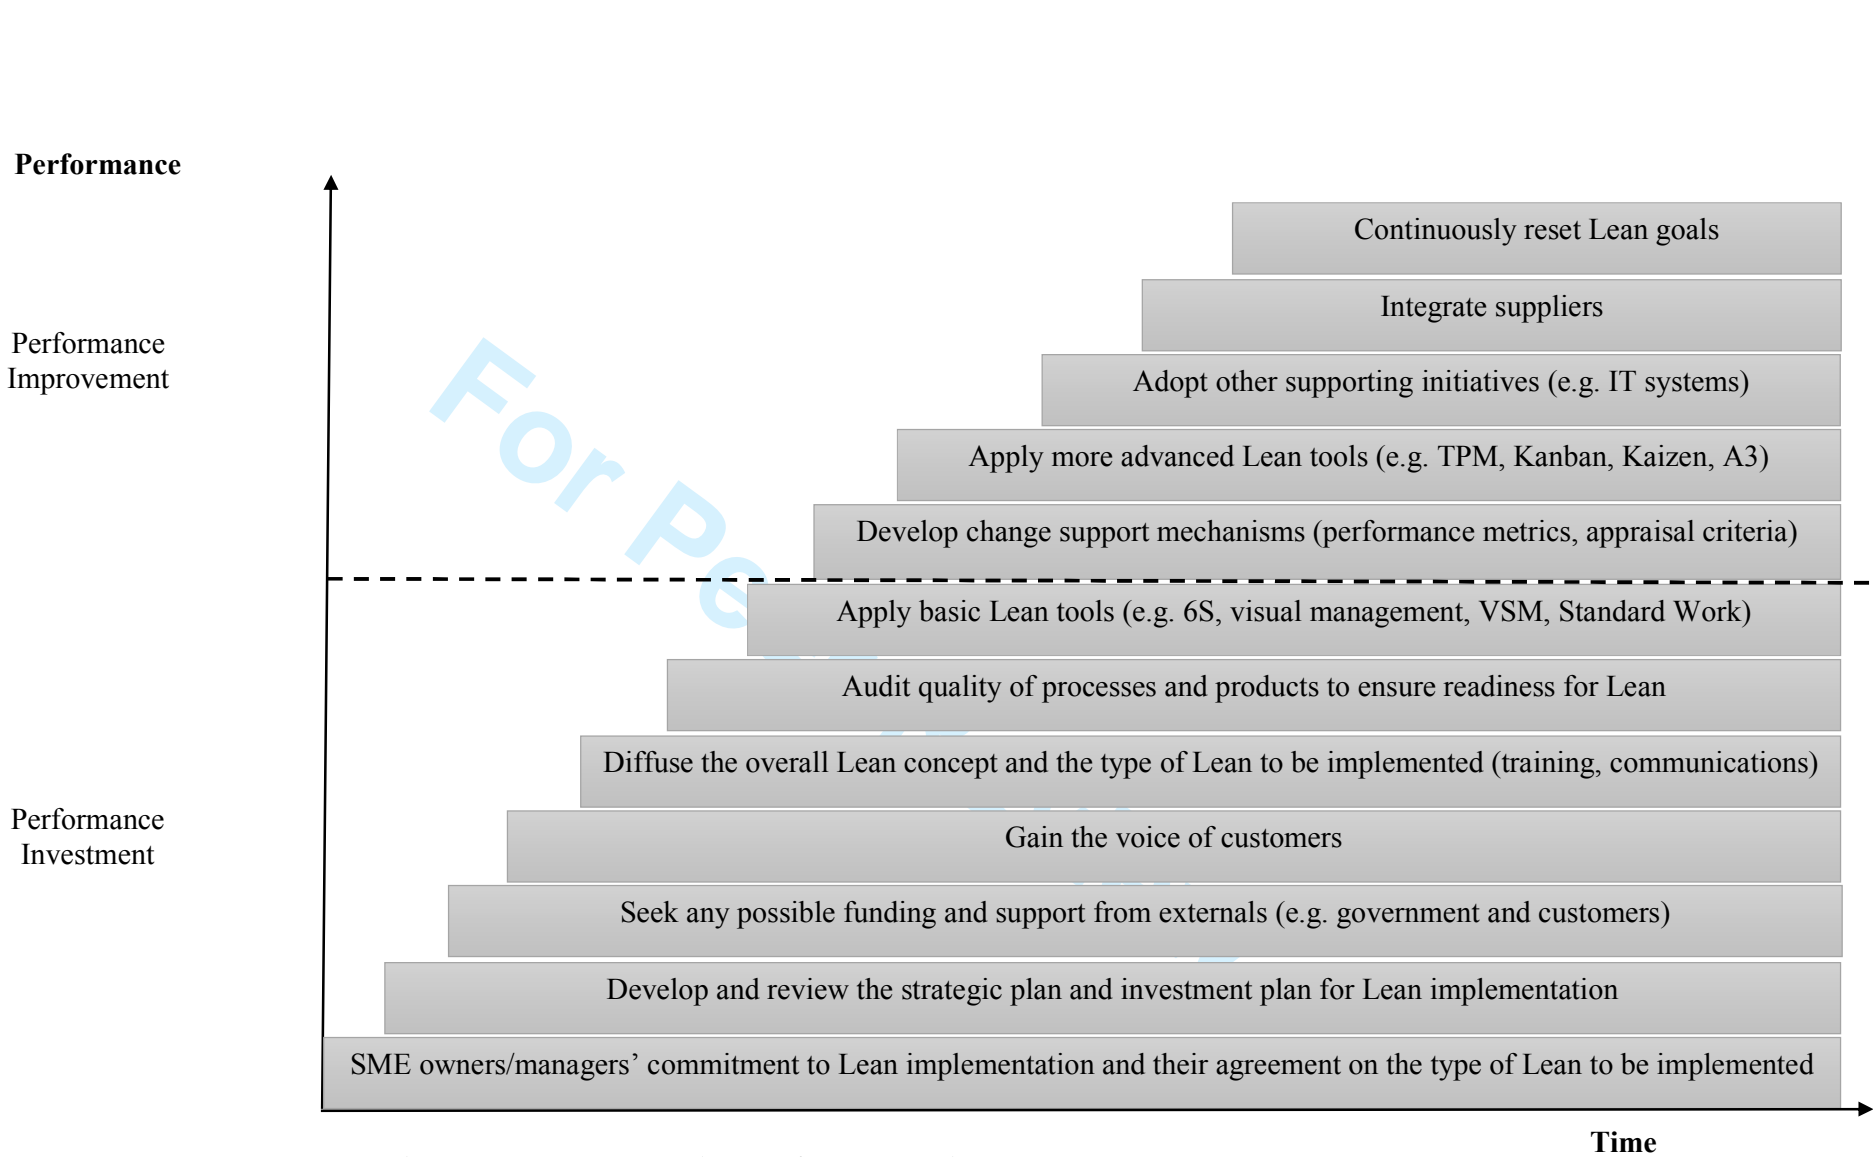 Performance
Continuously reset Lean goals
Integrate suppliers
Performance
Improvement
Adopt other supporting initiatives (e.g. IT systems)
Apply more advanced Lean tools (e.g. TPM, Kanban, Kaizen, A3)
Develop change support mechanisms (performance metrics, appraisal criteria)
Apply basic Lean tools (e.g. 6S, visual management, VSM, Standard Work)
Audit quality of processes and products to ensure readiness for Lean
Diffuse the overall Lean concept and the type of Lean to be implemented (training, communications)
Performance
Investment
Gain the voice of customers
Seek any possible funding and support from externals (e.g. government and customers)
Develop and review the strategic plan and investment plan for Lean implementation
SME owners/managers’ commitment to Lean implementation and their agreement on the type of Lean to be implemented
Time
For